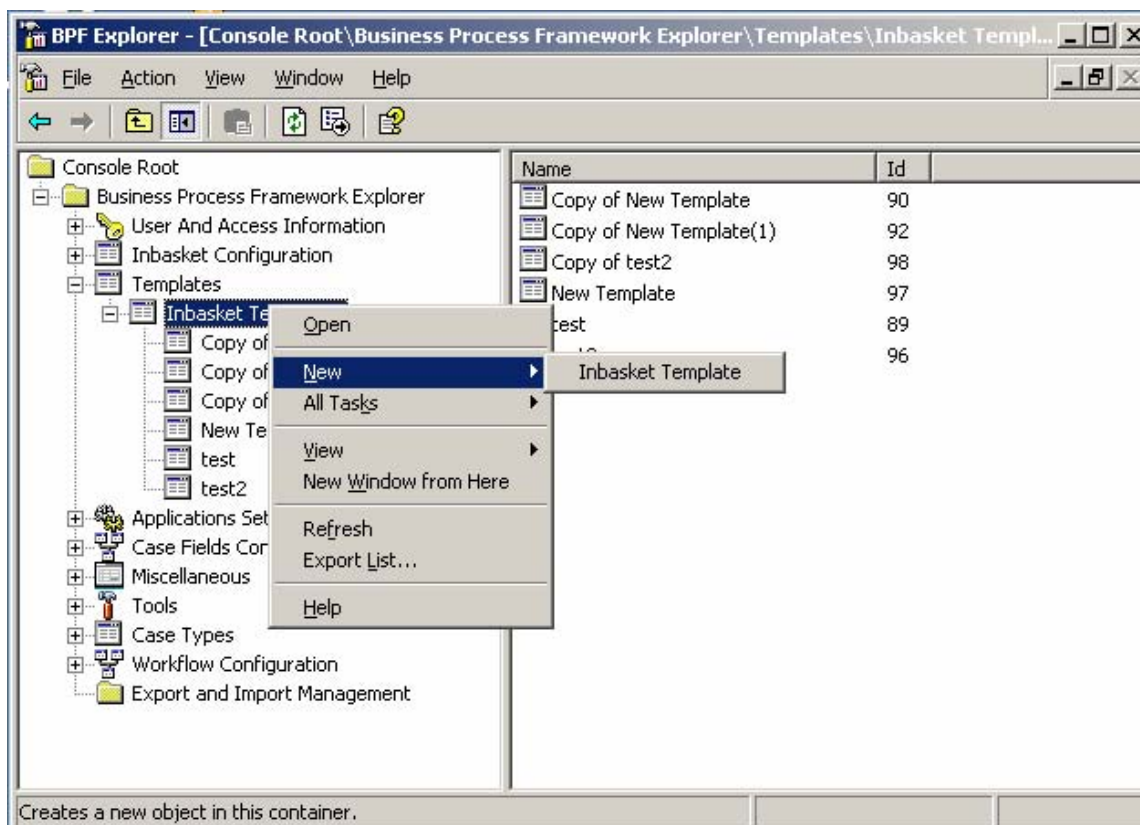 BPF Explorer - [Console Root\Business Process Framework Explorer\Templates\Inbasket Templ...
File Action View Window Help
Console Root
Business Process Framework Explorer
User And Access Information
Inbasket Configuration
Templates
Inbasket Te
Copy of
Copy of
Copy of
New Te
test
test2
Applications Set
Case Fields Con
Miscellaneous
Tools
Case Types
Workflow Configuration
Export and Import Management
Open
New
All Tasks
View
New Window from Here
Refresh
Export List...
Help
Inbasket Template
Name Id
Copy of New Template 90
Copy of New Template(1) 92
Copy of test2 98
New Template 97
test 89
96
Creates a new object in this container.